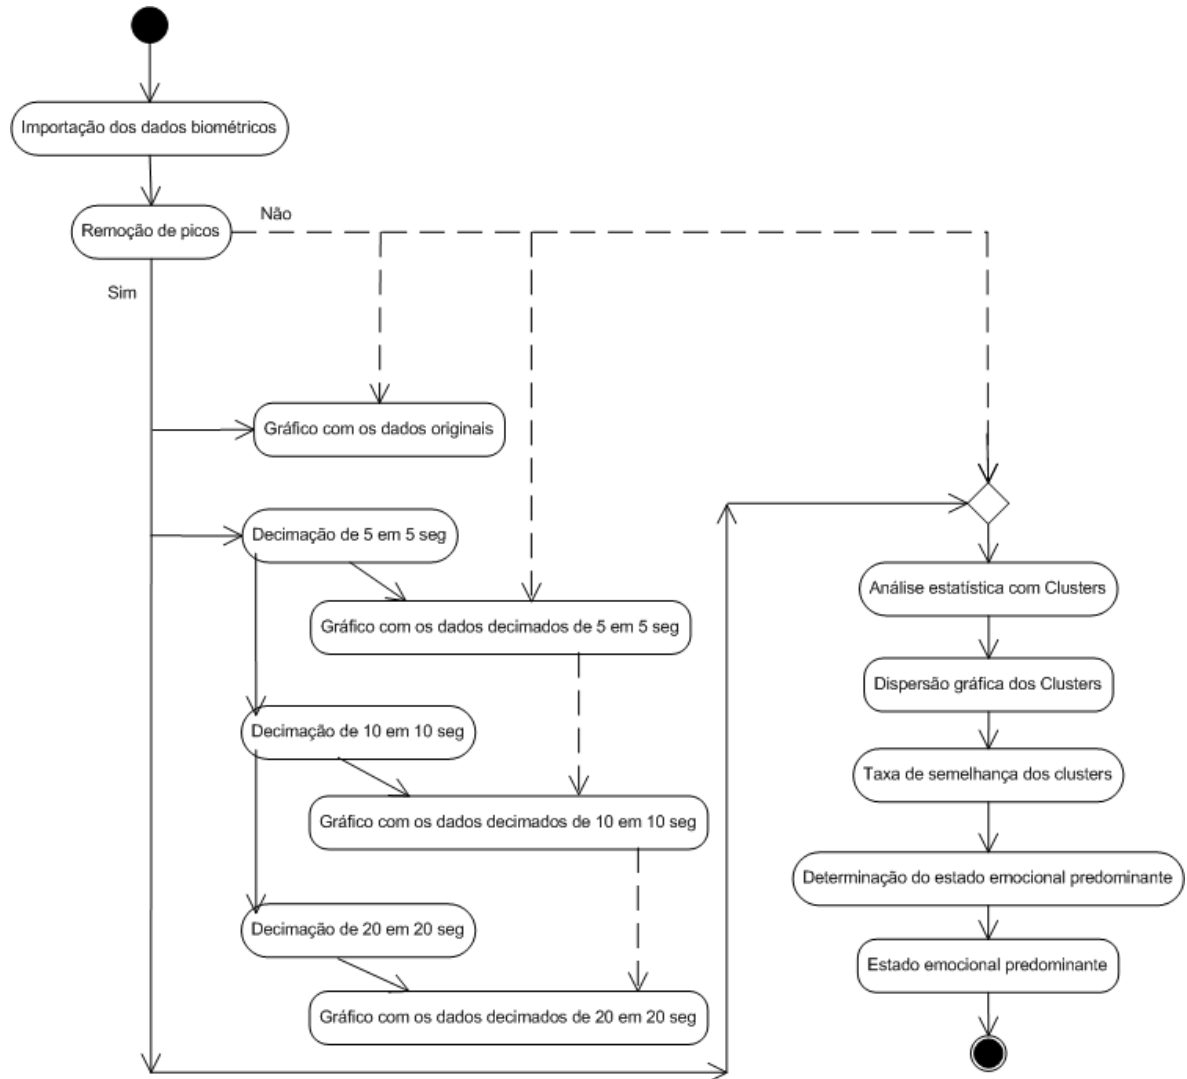 Importação dos dados biométricos
Remoção de picos
Não
Sim
Gráfico com os dados originais
Decimação de 5 em 5 seg
Gráfico com os dados decimados de 5 em 5 seg
Decimação de 10 em 10 seg
Gráfico com os dados decimados de 10 em 10 seg
Decimação de 20 em 20 seg
Gráfico com os dados decimados de 20 em 20 seg
Análise estatística com Clusters
Dispersão gráfica dos Clusters
Taxa de semelhança dos clusters
Determinação do estado emocional predominante
Estado emocional predominante